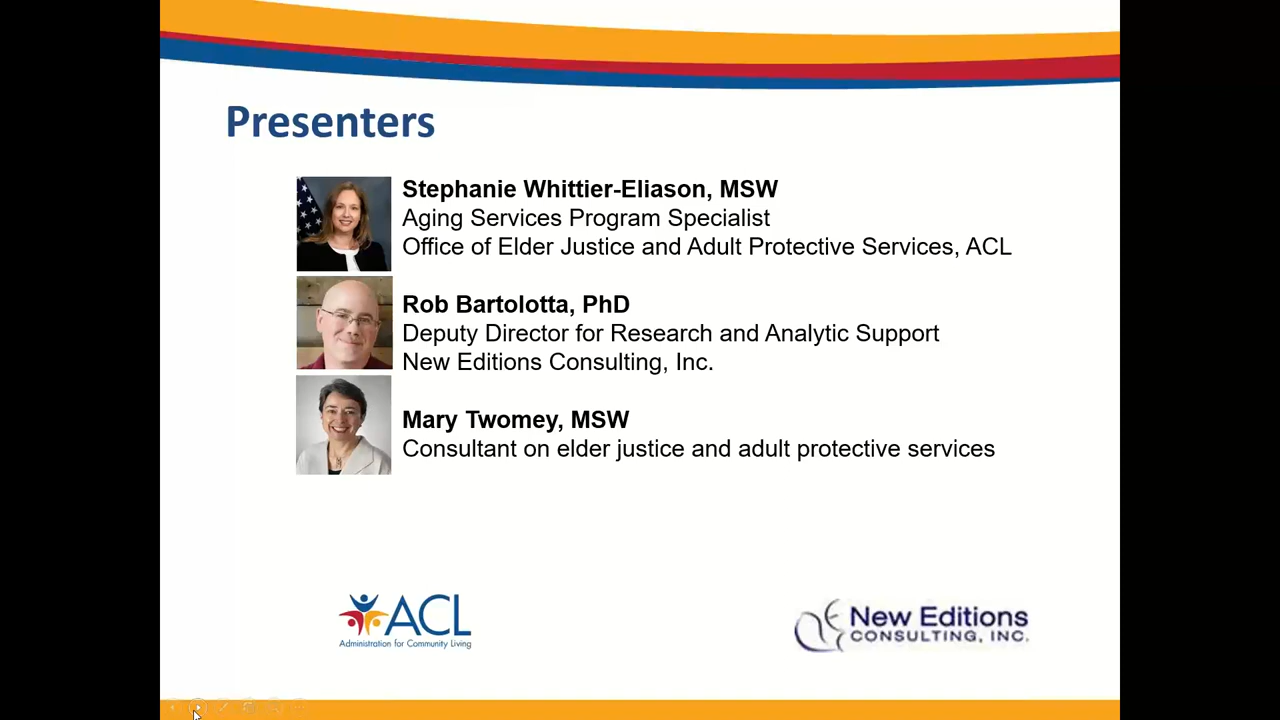 Presenters
Stephanie Whittier-Eliason, MSW
Aging Services Program Specialist
Office of Elder Justice and Adult Protective Services, ACL
Rob Bartolotta, PhD
Deputy Director for Research and Analytic Support
New Editions Consulting, Inc.
Mary Twomey, MSW
Consultant on elder justice and adult protective services
ACL
Administration for Community Living
New Editions
CONSULTING, INC.